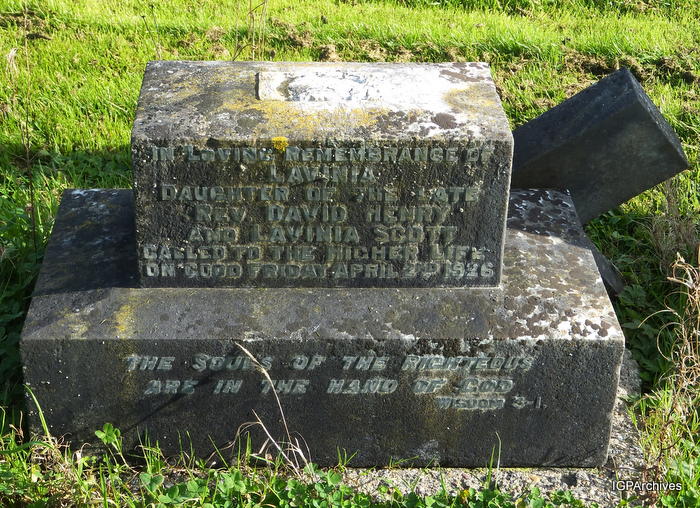 IN LOVING REMEMBRANCE OF
LAVINIA
DAUGHTER OF THE LATE
REV. DAVID HENRY
AND LAVINIA SCOTT
CALLED TO THE HIGHER LIFE
ON GOOD FRIDAY APRIL 2ND 1926
THE SOULS OF THE RIGHTEOUS
ARE IN THE HAND OF GOD
WISDOM 3-1.
IGPArchives